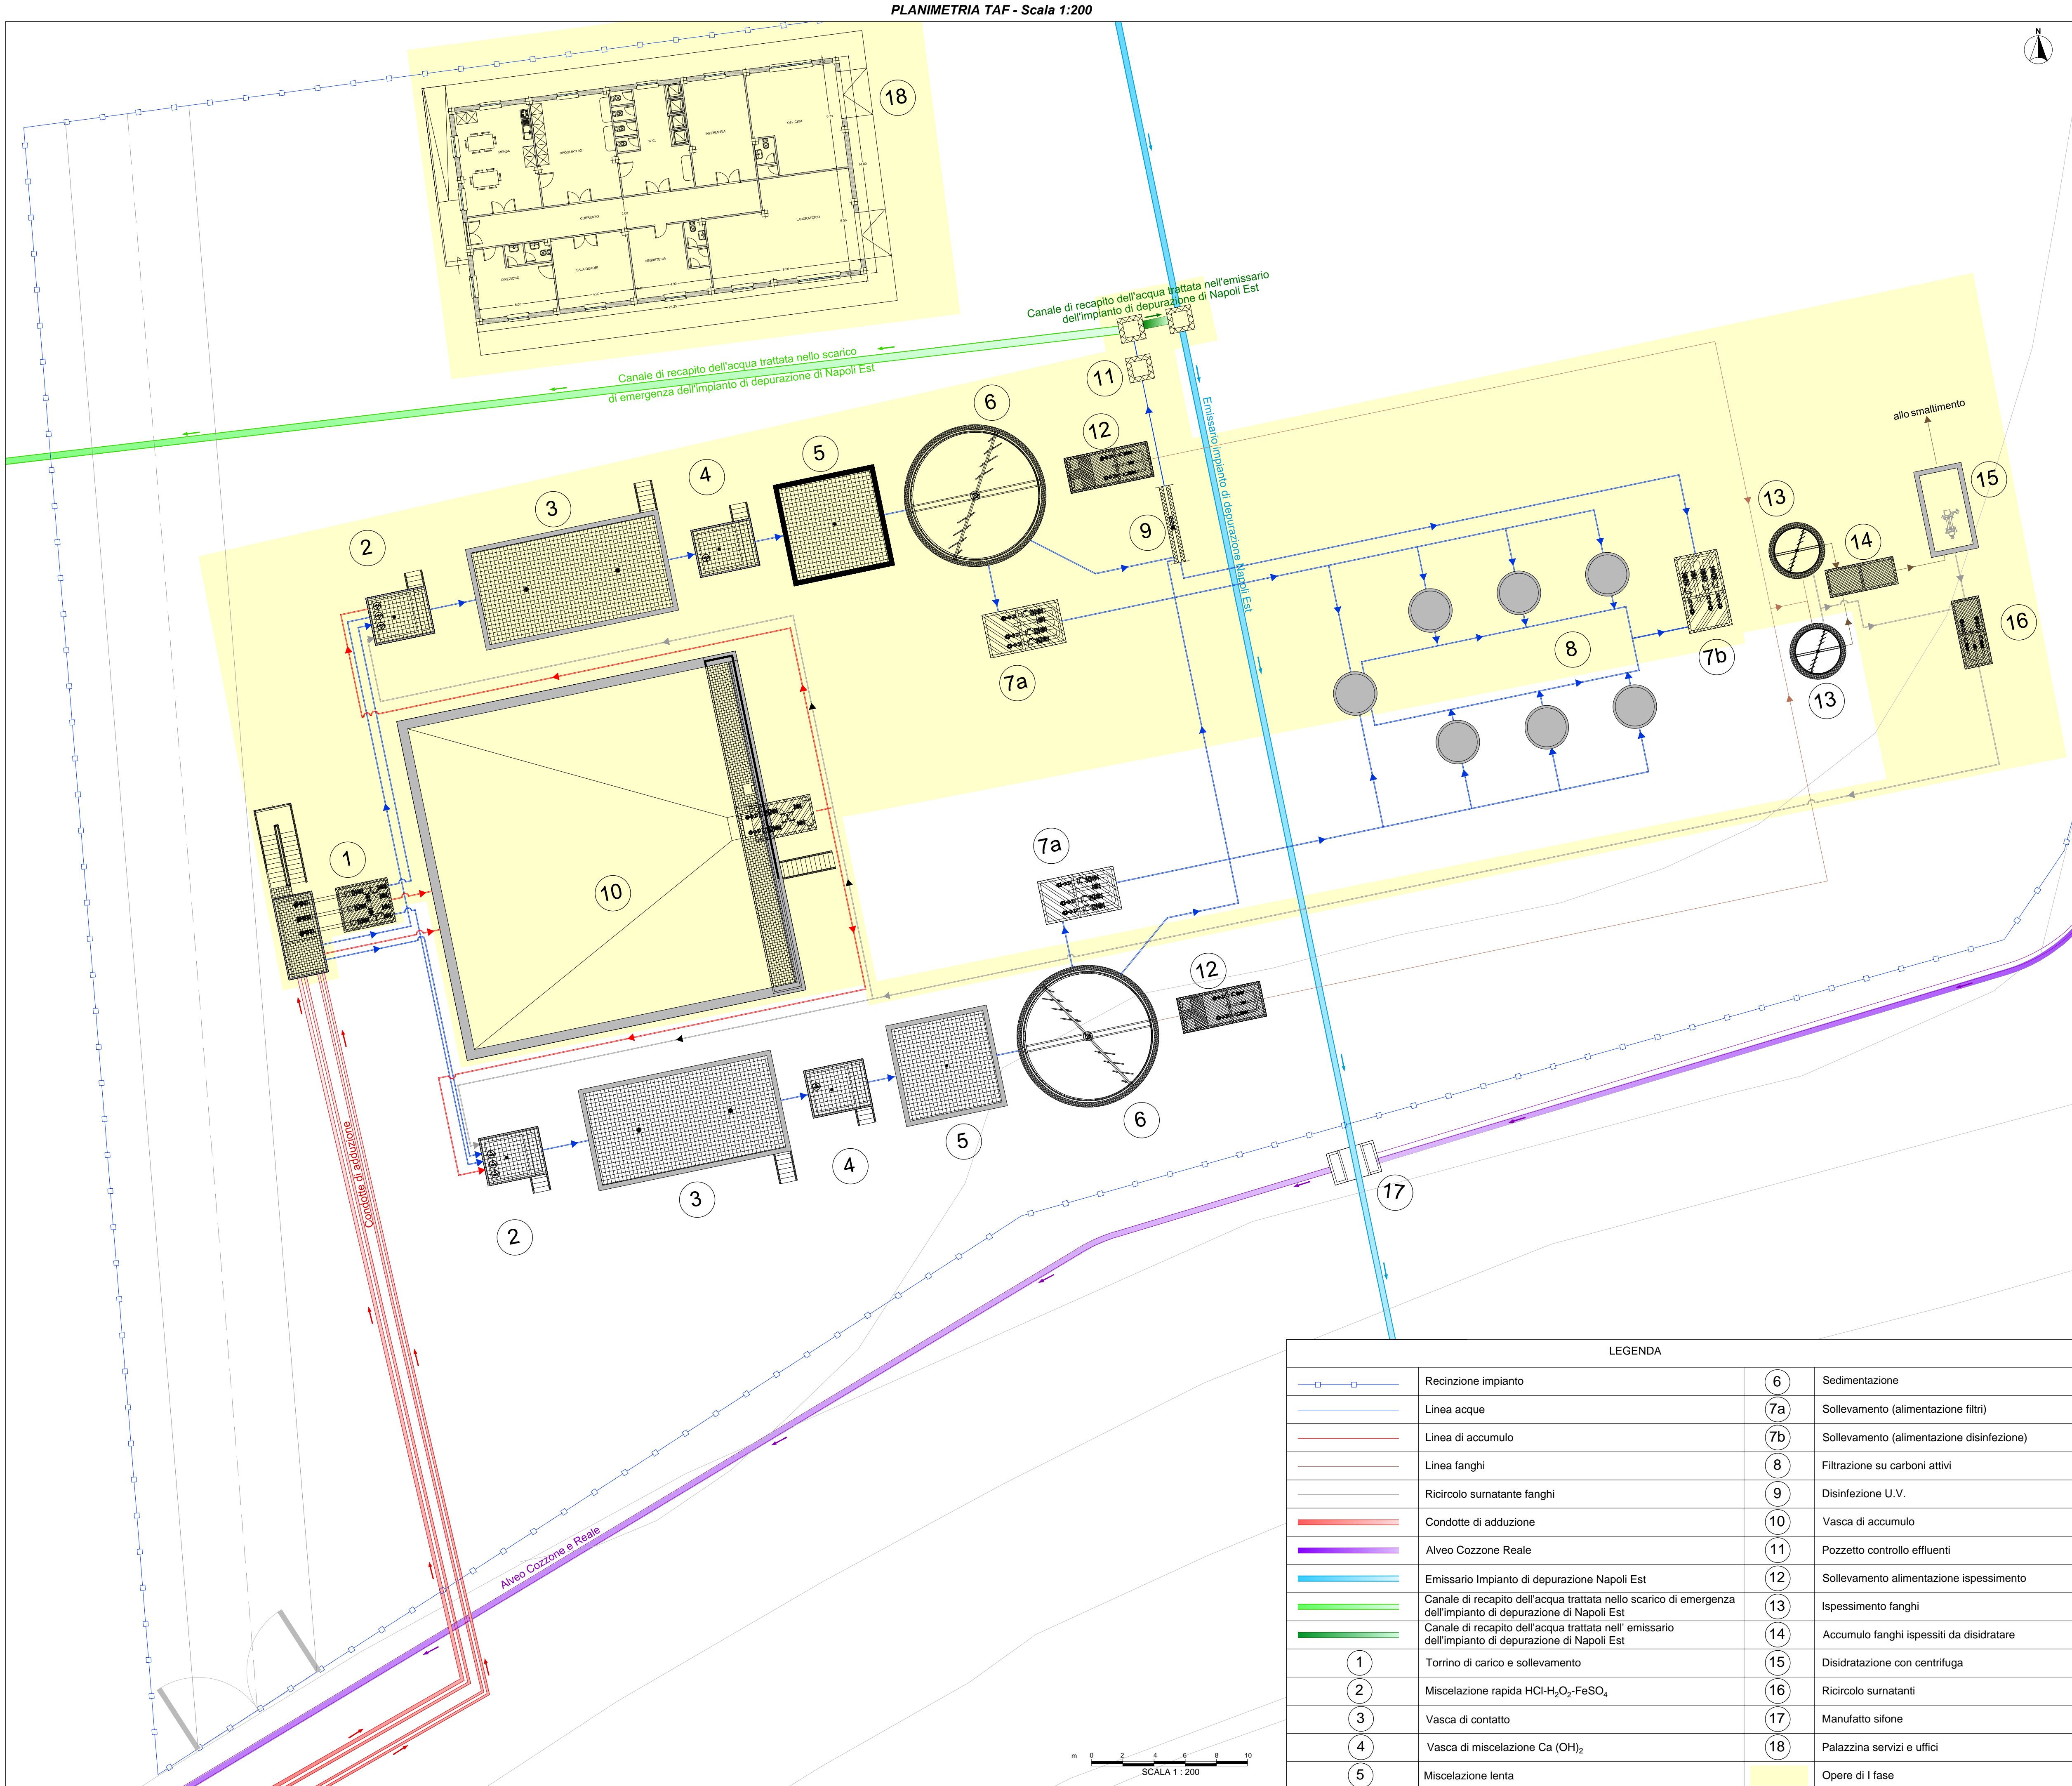 PLANIMETRIA TAF - Scala 1:200
N
18
MENSA
SPOGLIATOIO
W.C.
INFERMERIA
OFFICINA
CORRIDOIO
LABORATORIO
DIREZIONE
SALA QUADRI
SEGRETERIA
Canale di recapito dell'acqua trattata nell'emissario
dell'impianto di depurazione di Napoli Est
Canale di recapito dell'acqua trattata nello scarico
di emergenza dell'impianto di depurazione di Napoli Est
11
6
12
5
4
3
2
9
Emissario impianto di depurazione Napoli Est
allo smaltimento
15
13
14
16
7a
8
7b
13
1
10
7a
12
6
5
4
3
2
17
Condotte di adduzione
Alveo Cozzone e Reale
m 0 2 4 6 8 10
SCALA 1 : 200
LEGENDA
Recinzione impianto
6 Sedimentazione
Linea acque
7a Sollevamento (alimentazione filtri)
Linea di accumulo
7b Sollevamento (alimentazione disinfezione)
Linea fanghi
8 Filtrazione su carboni attivi
Ricircolo surnatante fanghi
9 Disinfezione U.V.
Condotte di adduzione
10 Vasca di accumulo
Alveo Cozzone Reale
11 Pozzetto controllo effluenti
Emissario Impianto di depurazione Napoli Est
12 Sollevamento alimentazione ispessimento
Canale di recapito dell'acqua trattata nello scarico di emergenza
dell'impianto di depurazione di Napoli Est
13 Ispessimento fanghi
Canale di recapito dell'acqua trattata nell' emissario
dell'impianto di depurazione di Napoli Est
14 Accumulo fanghi ispessiti da disidratare
1 Torrino di carico e sollevamento
15 Disidratazione con centrifuga
2 Miscelazione rapida HCl-H₂O₂-FeSO₄
16 Ricircolo surnatanti
3 Vasca di contatto
17 Manufatto sifone
4 Vasca di miscelazione Ca (OH)₂
18 Palazzina servizi e uffici
5 Miscelazione lenta
Opere di I fase